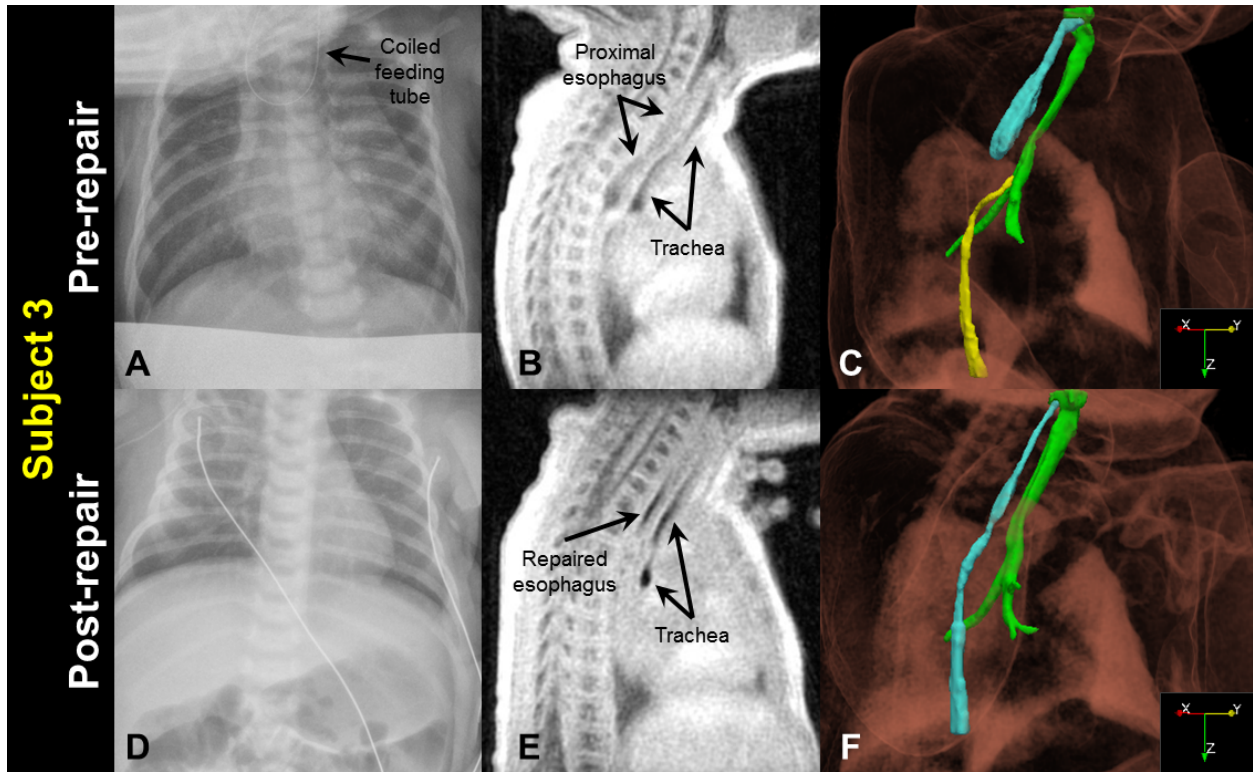 Subject 3
Pre-repair
Post-repair
Coiled
feeding
tube
A
Proximal
esophagus
Trachea
B
C
X
Y
Z
D
Repaired
esophagus
Trachea
E
F
X
Y
Z